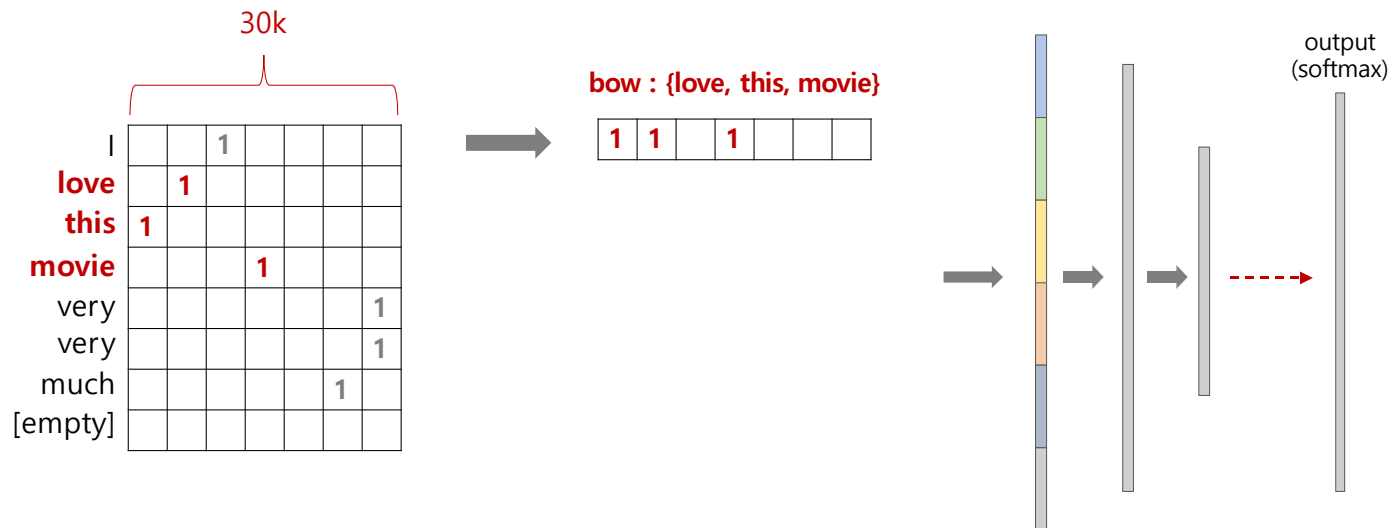 30k
output
(softmax)
bow : {love, this, movie}
1 1 1
I 1
love 1
this 1
movie 1
very 1
very 1
much 1
[empty]